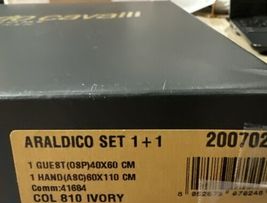 cavalli
ARALDICO SET 1+1 200702
1 GUEST(OSP)40X60 CM
1 HAND(ASC)60X110 CM
Comm:41684
COL 810 IVORY